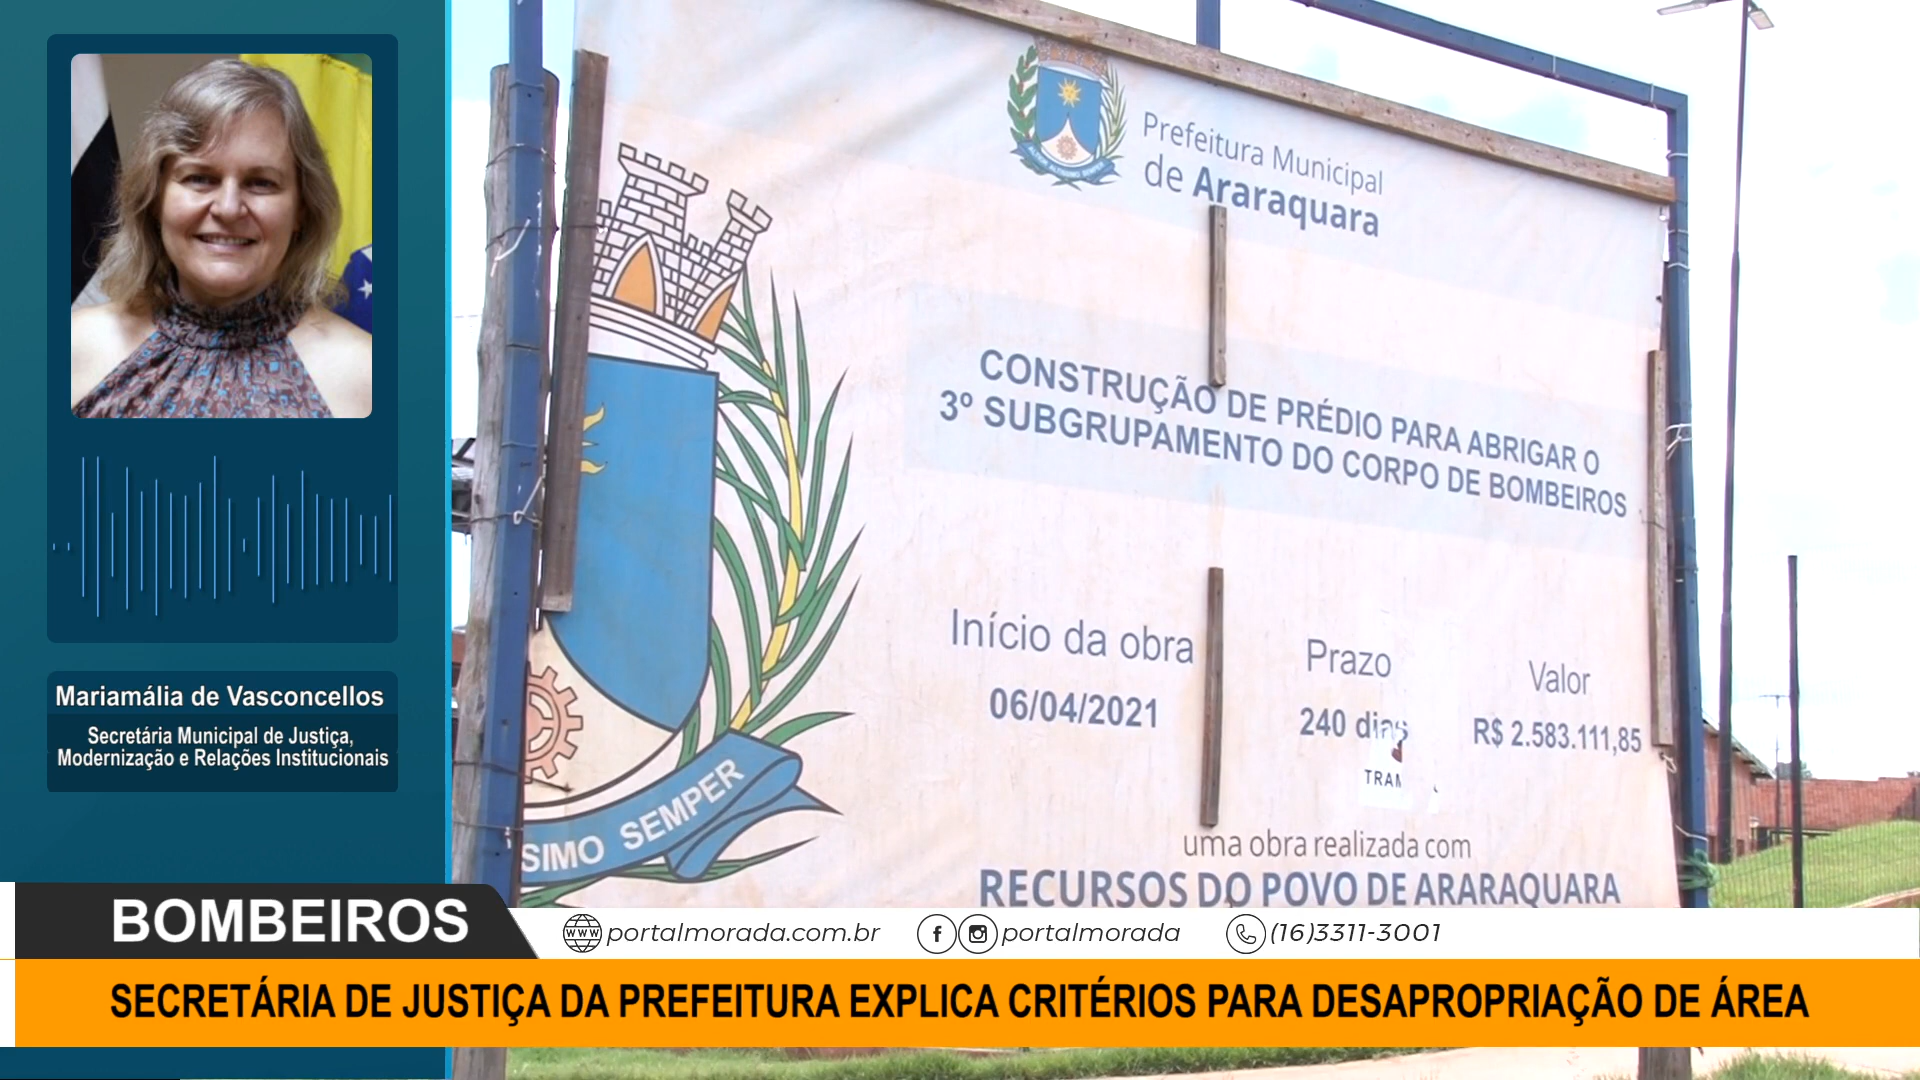 Mariamália de Vasconcellos
Secretária Municipal de Justiça,
Modernização e Relações Institucionais
Prefeitura Municipal
de Araraquara
CONSTRUÇÃO DE PRÉDIO PARA ABRIGAR O
3º SUBGRUPAMENTO DO CORPO DE BOMBEIROS
Início da obra
06/04/2021
Prazo
240 dias
Valor
R$ 2.583.111,85
TRAM
SIMO SEMPER
uma obra realizada com
RECURSOS DO POVO DE ARARAQUARA
BOMBEIROS
www portalmorada.com.br
portalmorada
(16)3311-3001
SECRETÁRIA DE JUSTIÇA DA PREFEITURA EXPLICA CRITÉRIOS PARA DESAPROPRIAÇÃO DE ÁREA